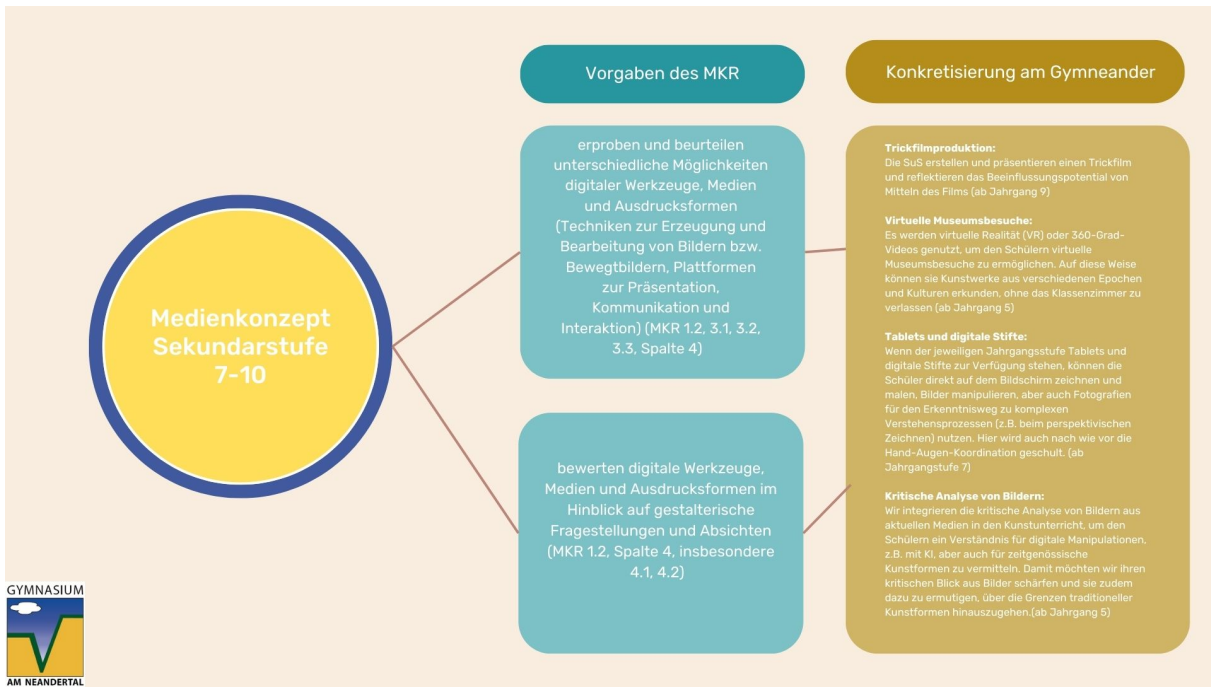 Medienkonzept
Sekundarstufe
7-10
Vorgaben des MKR
erproben und beurteilen
unterschiedliche Möglichkeiten
digitaler Werkzeuge, Medien
und Ausdrucksformen
(Techniken zur Erzeugung und
Bearbeitung von Bildern bzw.
Bewegtbildern, Plattformen
zur Präsentation,
Kommunikation und
Interaktion) (MKR 1.2, 3.1, 3.2,
3.3, Spalte 4)
bewerten digitale Werkzeuge,
Medien und Ausdrucksformen im
Hinblick auf gestalterische
Fragestellungen und Absichten
(MKR 1.2, Spalte 4, insbesondere
4.1, 4.2)
Konkretisierung am Gymneander
Trickfilmproduktion:
Die SuS erstellen und präsentieren einen Trickfilm
und reflektieren das Beeinflussungspotential von
Mitteln des Films (ab Jahrgang 9)
Virtuelle Museumsbesuche:
Es werden virtuelle Realität (VR) oder 360-Grad-
Videos genutzt, um den Schülern virtuelle
Museumsbesuche zu ermöglichen. Auf diese Weise
können sie Kunstwerke aus verschiedenen Epochen
und Kulturen erkunden, ohne das Klassenzimmer zu
verlassen (ab Jahrgang 5)
Tablets und digitale Stifte:
Wenn der jeweiligen Jahrgangsstufe Tablets und
digitale Stifte zur Verfügung stehen, können die
Schüler direkt auf dem Bildschirm zeichnen und
malen, Bilder manipulieren, aber auch Fotografien
für den Erkenntnisweg zu komplexen
Verstehensprozessen (z.B. beim perspektivischen
Zeichnen) nutzen. Hier wird auch nach wie vor die
Hand-Augen-Koordination geschult. (ab
Jahrgangstufe 7)
Kritische Analyse von Bildern:
Wir integrieren die kritische Analyse von Bildern aus
aktuellen Medien in den Kunstunterricht, um den
Schülern ein Verständnis für digitale Manipulationen,
z.B. mit KI, aber auch für zeitgenössische
Kunstformen zu vermitteln. Damit möchten wir ihren
kritischen Blick aus Bilder schärfen und sie zudem
dazu zu ermutigen, über die Grenzen traditioneller
Kunstformen hinauszugehen.(ab Jahrgang 5)
GYMNASIUM
AM NEANDERTAL